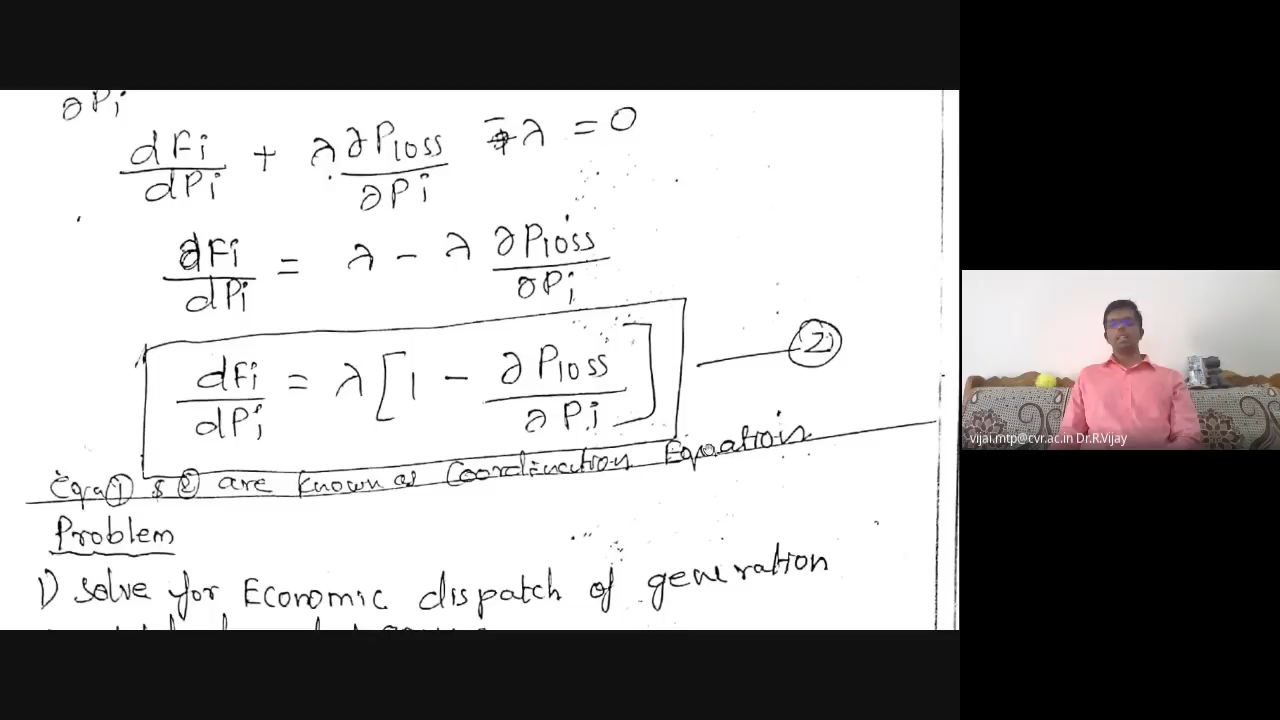 ∂Pi
dFi/dPi + λ ∂Ploss/∂Pi - λ = 0
dFi/dPi = λ - λ ∂Ploss/∂Pi
dFi/dPi = λ [1 - ∂Ploss/∂Pi] — ②
Eqn ① & ② are known as Coordination Equation
Problem
1) Solve for Economic dispatch of generation
vijai.mtp@cvr.ac.in Dr.R.Vijay